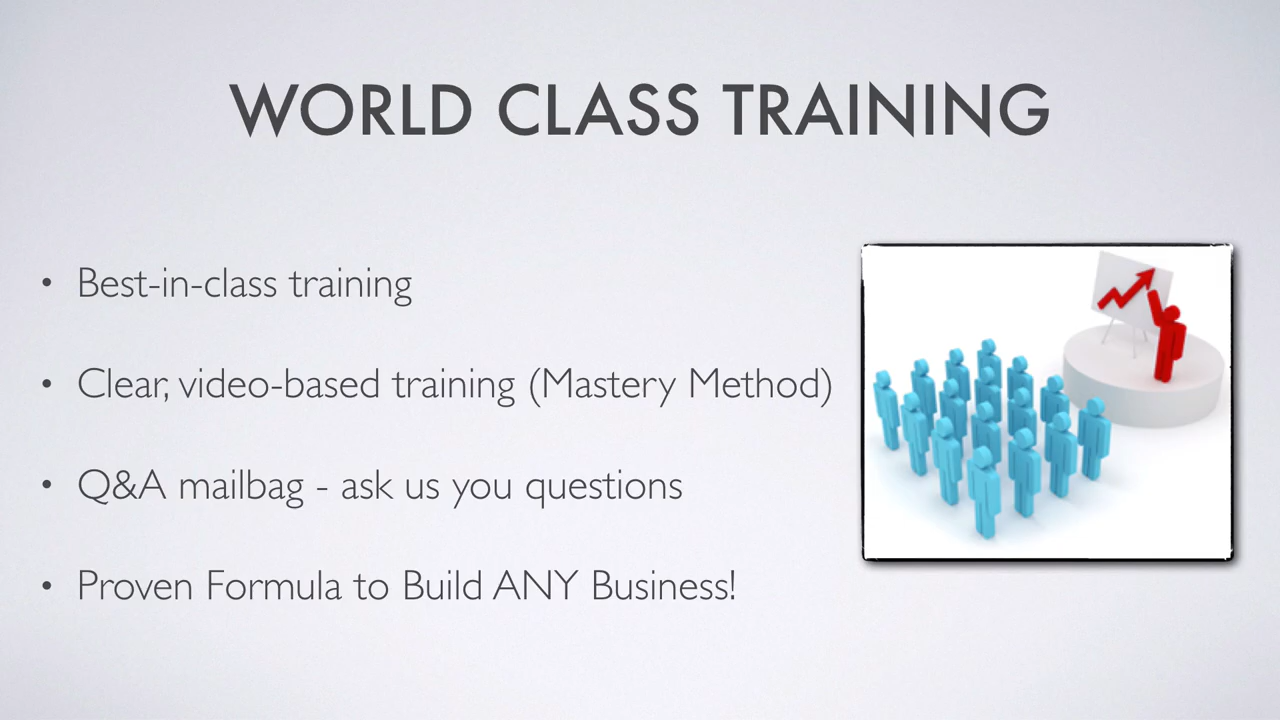 WORLD CLASS TRAINING
• Best-in-class training
• Clear, video-based training (Mastery Method)
• Q&A mailbag - ask us you questions
• Proven Formula to Build ANY Business!